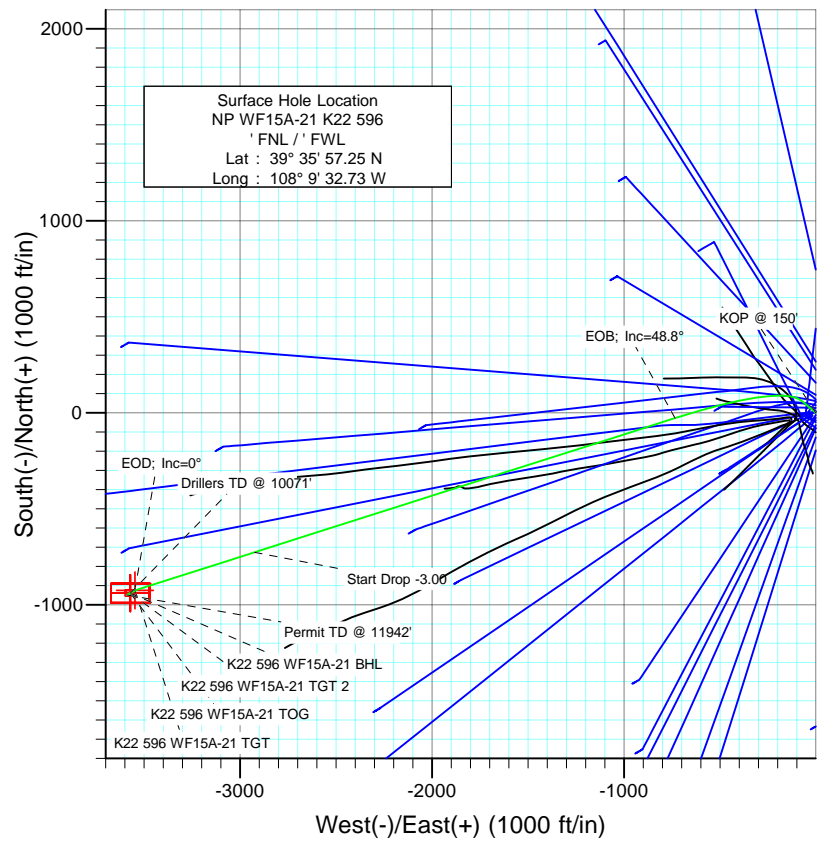 2000
Surface Hole Location
NP WF15A-21 K22 596
' FNL / ' FWL
Lat : 39° 35' 57.25 N
Long : 108° 9' 32.73 W
1000
KOP @ 150'
EOB; Inc=48.8°
0
EOD; Inc=0°
Drillers TD @ 10071'
Start Drop -3.00
-1000
Permit TD @ 11942'
K22 596 WF15A-21 BHL
K22 596 WF15A-21 TGT 2
K22 596 WF15A-21 TOG
K22 596 WF15A-21 TGT
South(-)/North(+) (1000 ft/in)
-3000
-2000
-1000
West(-)/East(+) (1000 ft/in)